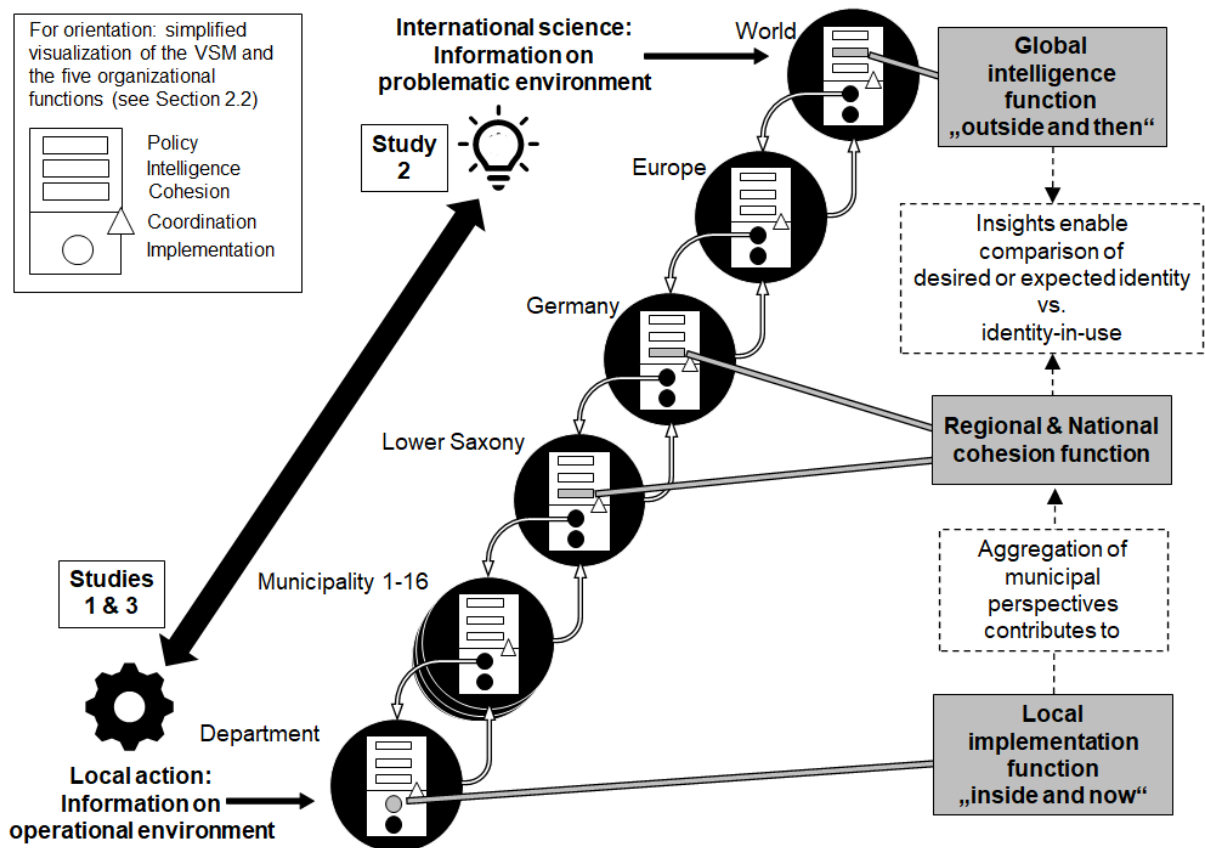 For orientation: simplified
visualization of the VSM and
the five organizational
functions (see Section 2.2)
Policy
Intelligence
Cohesion
Coordination
Implementation
International science:
Information on
problematic environment
Study
2
World
Europe
Germany
Lower Saxony
Municipality 1-16
Department
Studies
1 & 3
Local action:
Information on
operational environment
Global
intelligence
function
„outside and then“
Insights enable
comparison of
desired or expected identity
vs.
identity-in-use
Regional & National
cohesion function
Aggregation of
municipal
perspectives
contributes to
Local
implementation
function
„inside and now“